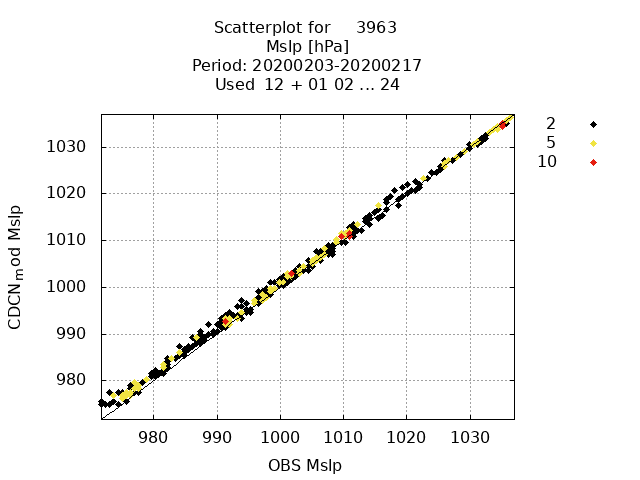 Scatterplot for 3963
Mslp [hPa]
Period: 20200203-20200217
Used 12 + 01 02 ... 24
2
5
10
1030
1020
1010
1000
990
980
CDCN_mod Mslp
980 990 1000 1010 1020 1030
OBS Mslp